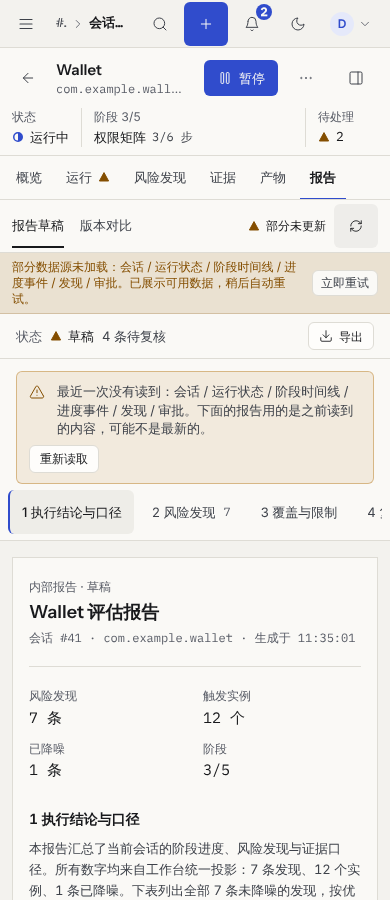 #.
会话...
2
D
Wallet
com.example.wall...
暂停
状态
阶段 3/5
待处理
运行中
权限矩阵 3/6 步
2
概览
运行
风险发现
证据
产物
报告
报告草稿
版本对比
部分未更新
部分数据源未加载：会话 / 运行状态 / 阶段时间线 / 进
度事件 / 发现 / 审批。已展示可用数据，稍后自动重
试。
立即重试
状态
草稿
4 条待复核
导出
最近一次没有读到：会话 / 运行状态 / 阶段时间线 /
进度事件 / 发现 / 审批。下面的报告用的是之前读到
的内容，可能不是最新的。
重新读取
1 执行结论与口径
2 风险发现 7
3 覆盖与限制
4
内部报告 · 草稿
Wallet 评估报告
会话 #41 · com.example.wallet · 生成于 11:35:01
风险发现
触发实例
7 条
12 个
已降噪
阶段
1 条
3/5
1 执行结论与口径
本报告汇总了当前会话的阶段进度、风险发现与证据口
径。所有数字均来自工作台统一投影：7 条发现、12 个实
例、1 条已降噪。下表列出全部 7 条未降噪的发现，按优